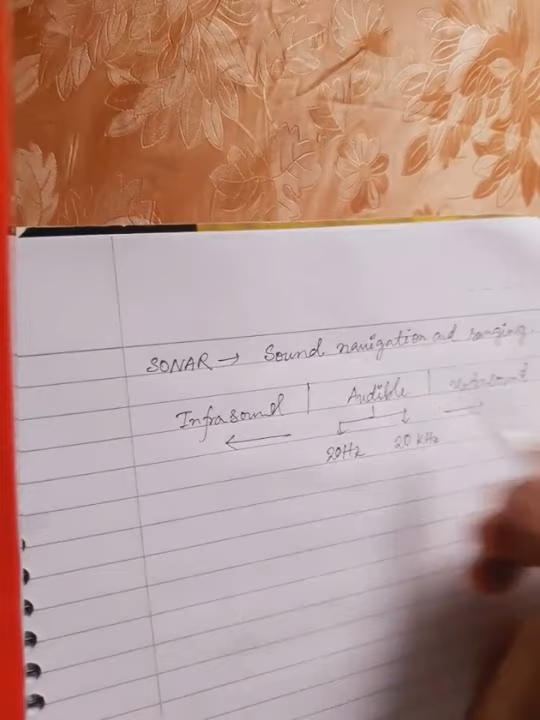 SONAR → Sound navigation and ranging.
Infrasound | Audible |
← 20Hz 20 KHz →